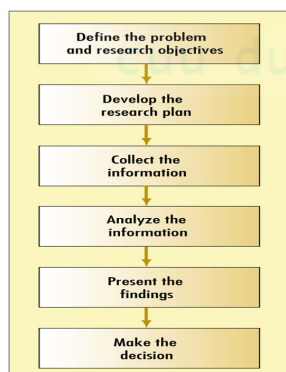 Define the problem
and research objectives
Develop the
research plan
Collect the
information
Analyze the
information
Present the
findings
Make the
decision